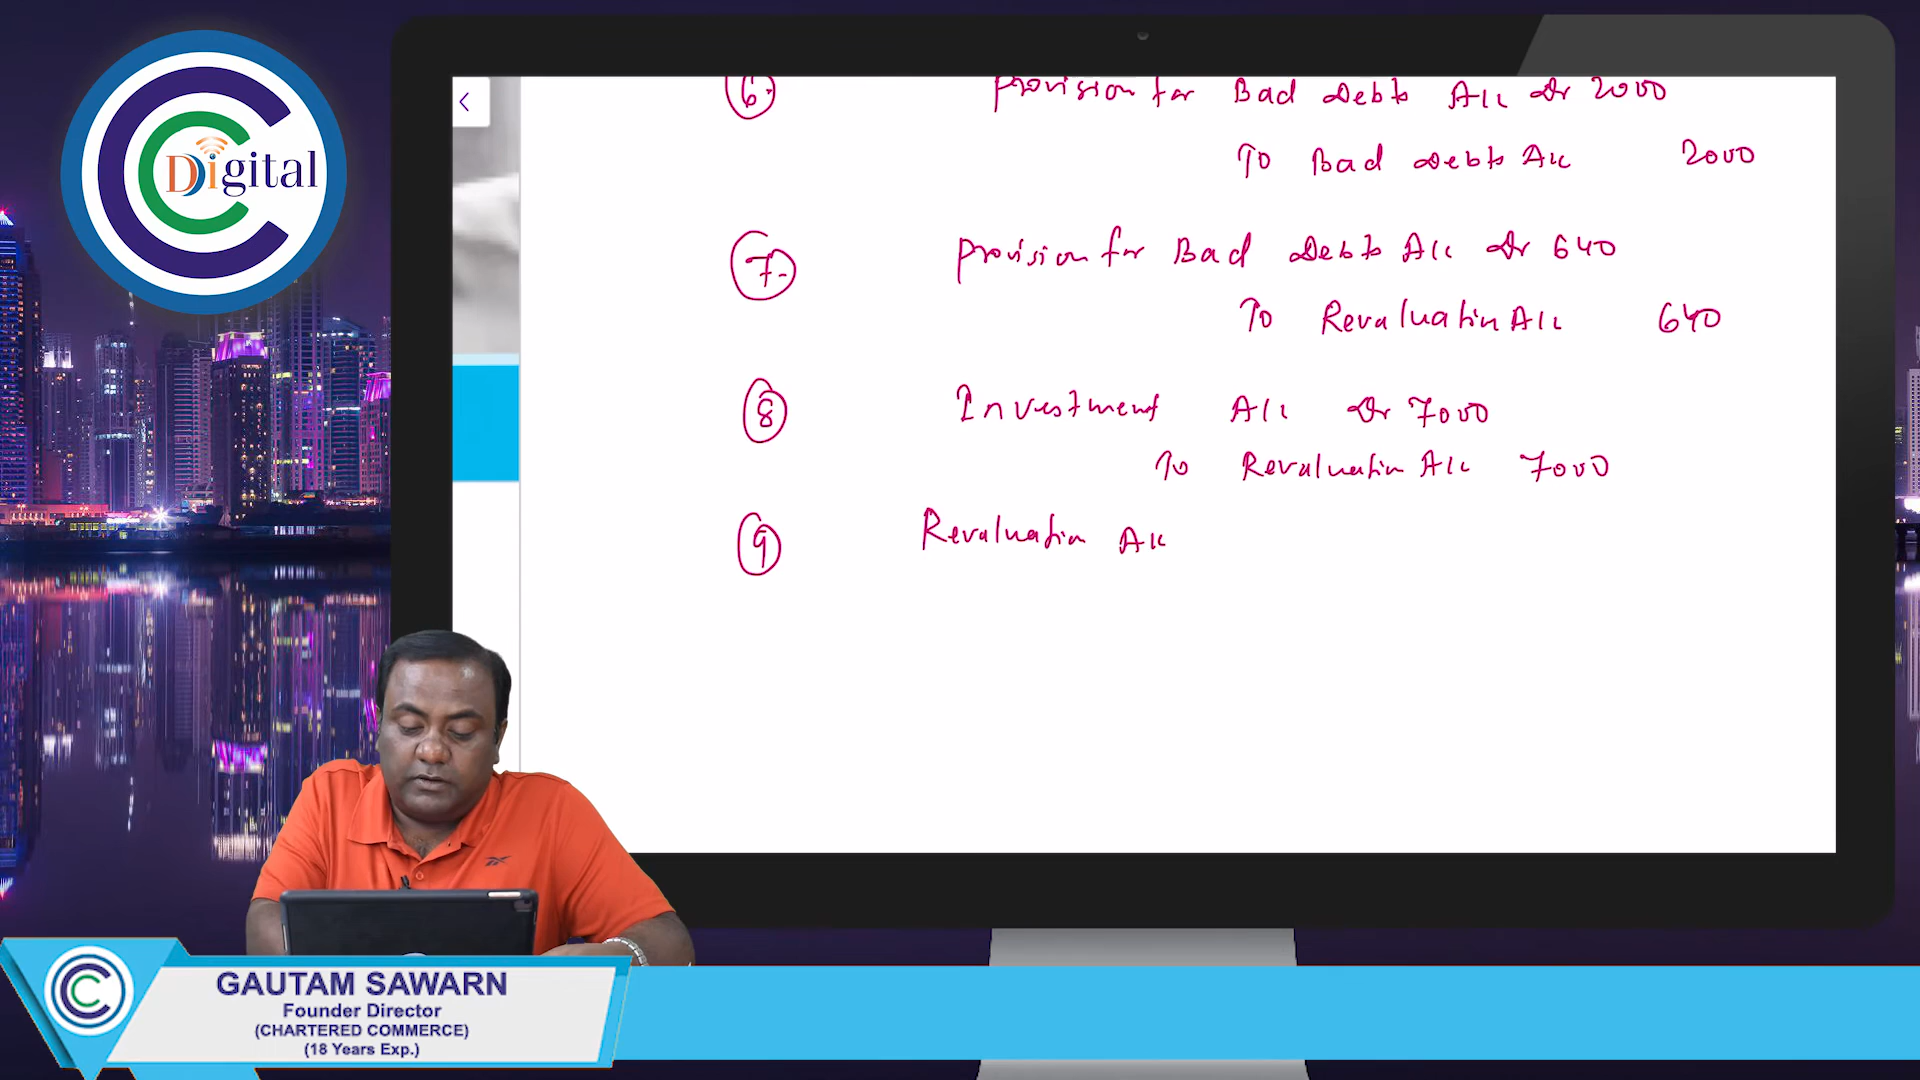 Digital
6.
Provision for Bad Debts A/c Dr 2000
To Bad Debts A/c 2000
7.
Provision for Bad Debts A/c Dr 640
To Revaluation A/c 640
8
Investment A/c Dr 7000
To Revaluation A/c 7000
9
Revaluation A/c
GAUTAM SAWARN
Founder Director
(CHARTERED COMMERCE)
(18 Years Exp.)